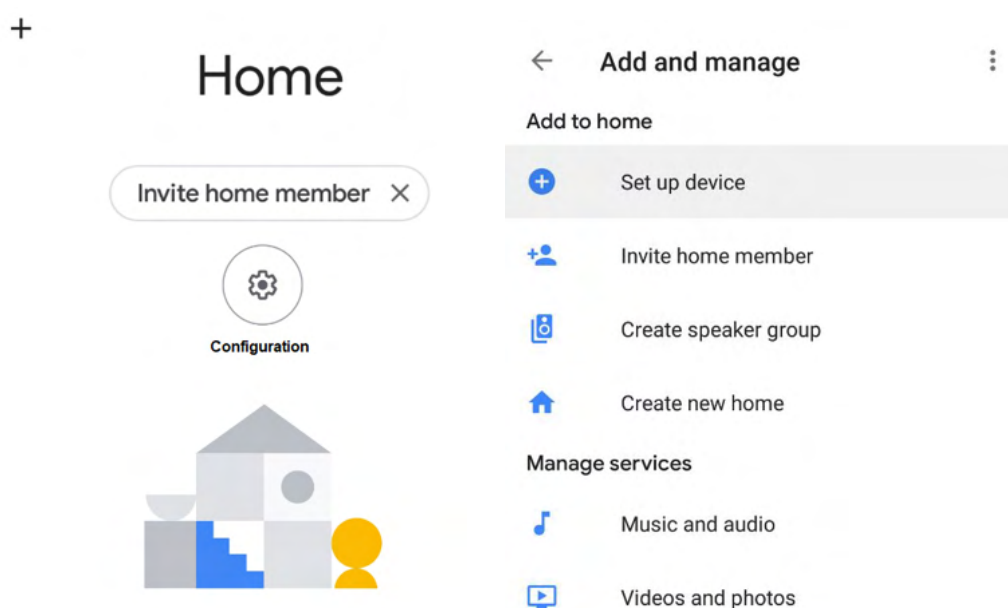 Home
Invite home member
Configuration
Add and manage
Add to home
Set up device
Invite home member
Create speaker group
Create new home
Manage services
Music and audio
Videos and photos